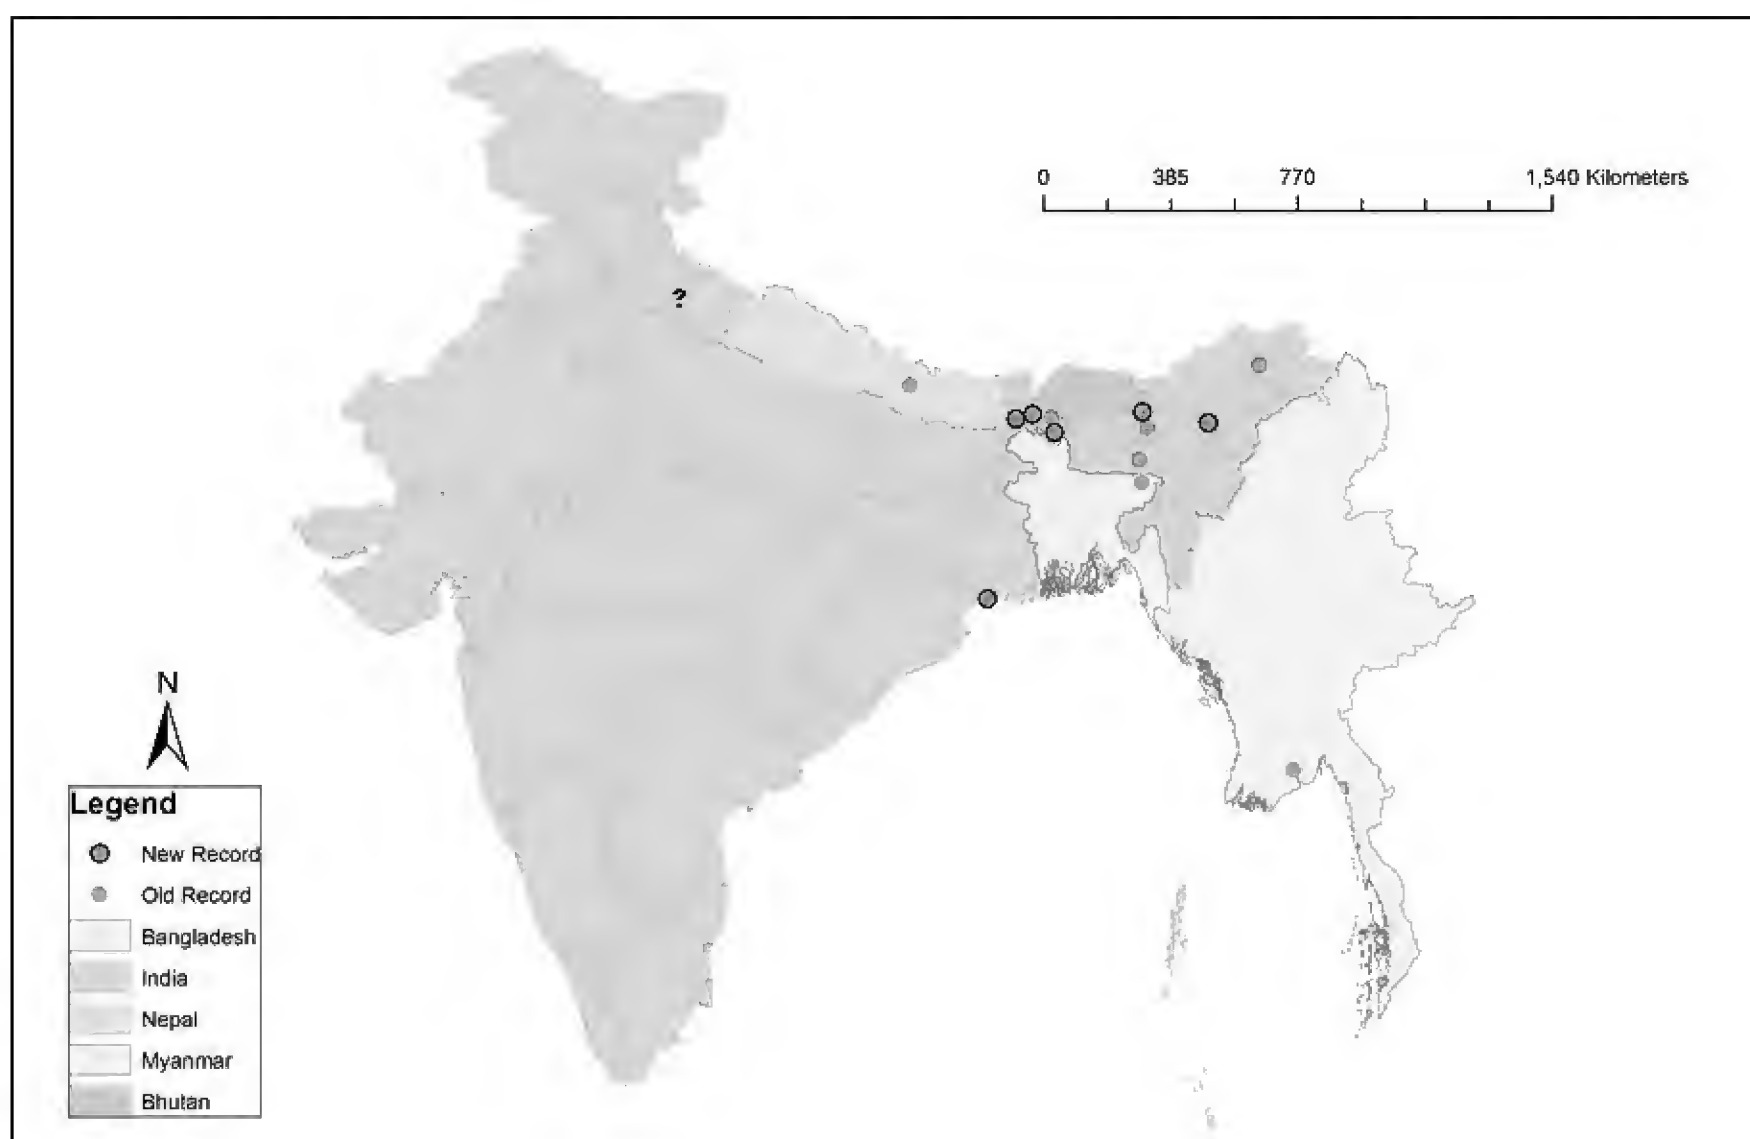 0 385 770 1,540 Kilometers
?
N
Legend
New Record
Old Record
Bangladesh
India
Nepal
Myanmar
Bhutan